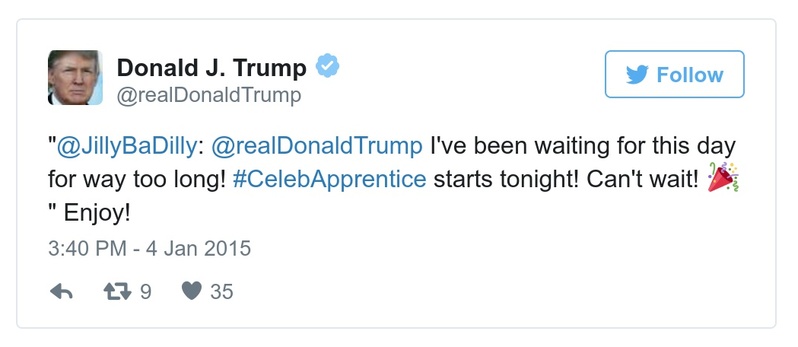 Donald J. Trump
@realDonaldTrump
Follow
"@JillyBaDilly: @realDonaldTrump I've been waiting for this day
for way too long! #CelebApprentice starts tonight! Can't wait! 🎉
" Enjoy!
3:40 PM - 4 Jan 2015
9 35